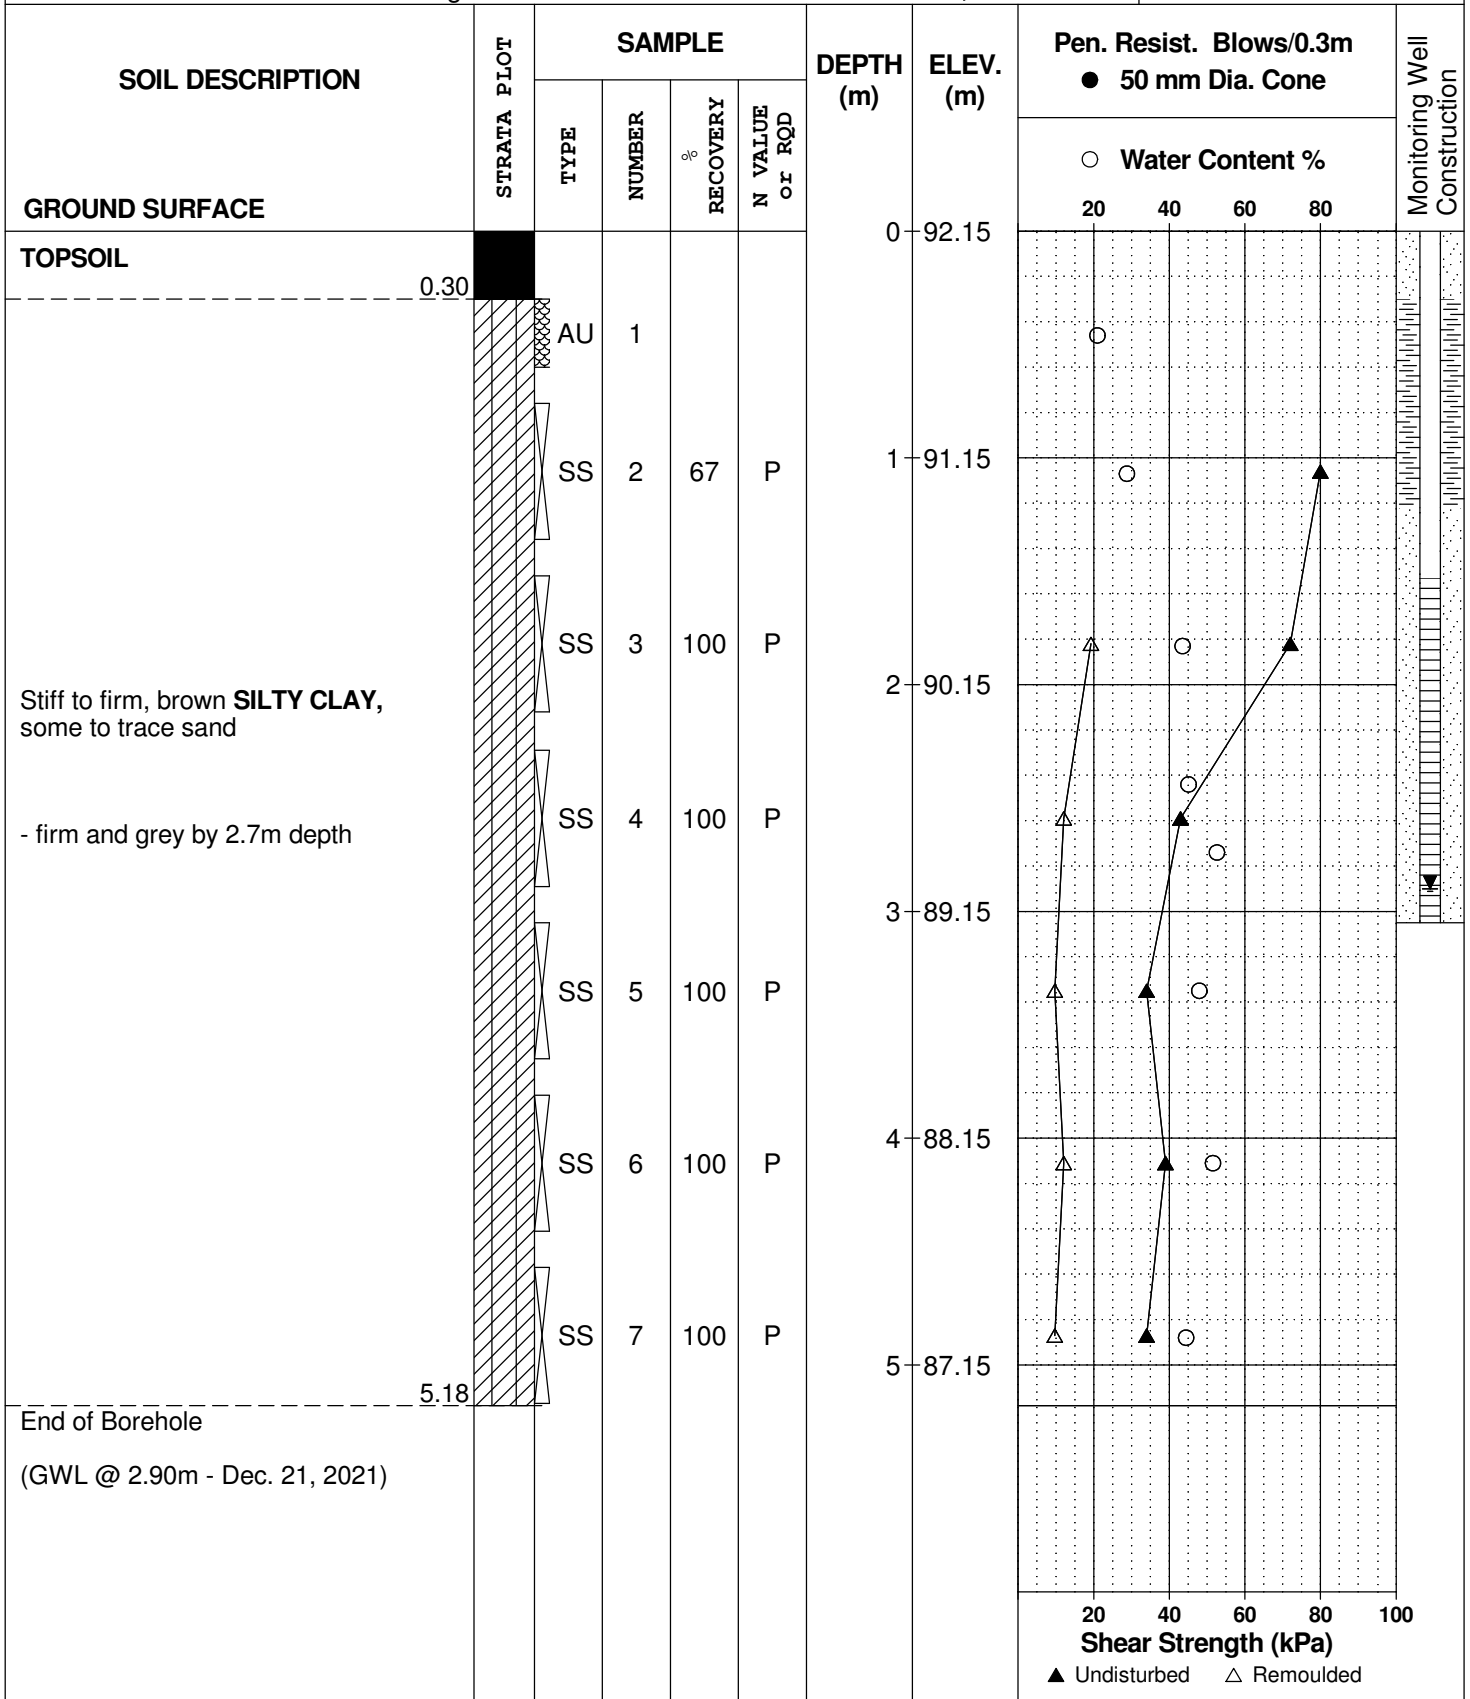 SOIL DESCRIPTION
GROUND SURFACE
STRATA PLOT
SAMPLE
TYPE
NUMBER
%
RECOVERY
N VALUE
or RQD
DEPTH
(m)
ELEV.
(m)
Pen. Resist. Blows/0.3m
● 50 mm Dia. Cone
○ Water Content %
20 40 60 80
Monitoring Well
Construction
0 92.15
TOPSOIL
0.30
AU 1
1 91.15
SS 2 67 P
SS 3 100 P
2 90.15
Stiff to firm, brown SILTY CLAY,
some to trace sand
SS 4 100 P
- firm and grey by 2.7m depth
3 89.15
SS 5 100 P
4 88.15
SS 6 100 P
SS 7 100 P
5 87.15
5.18
End of Borehole
(GWL @ 2.90m - Dec. 21, 2021)
20 40 60 80 100
Shear Strength (kPa)
▲ Undisturbed △ Remoulded